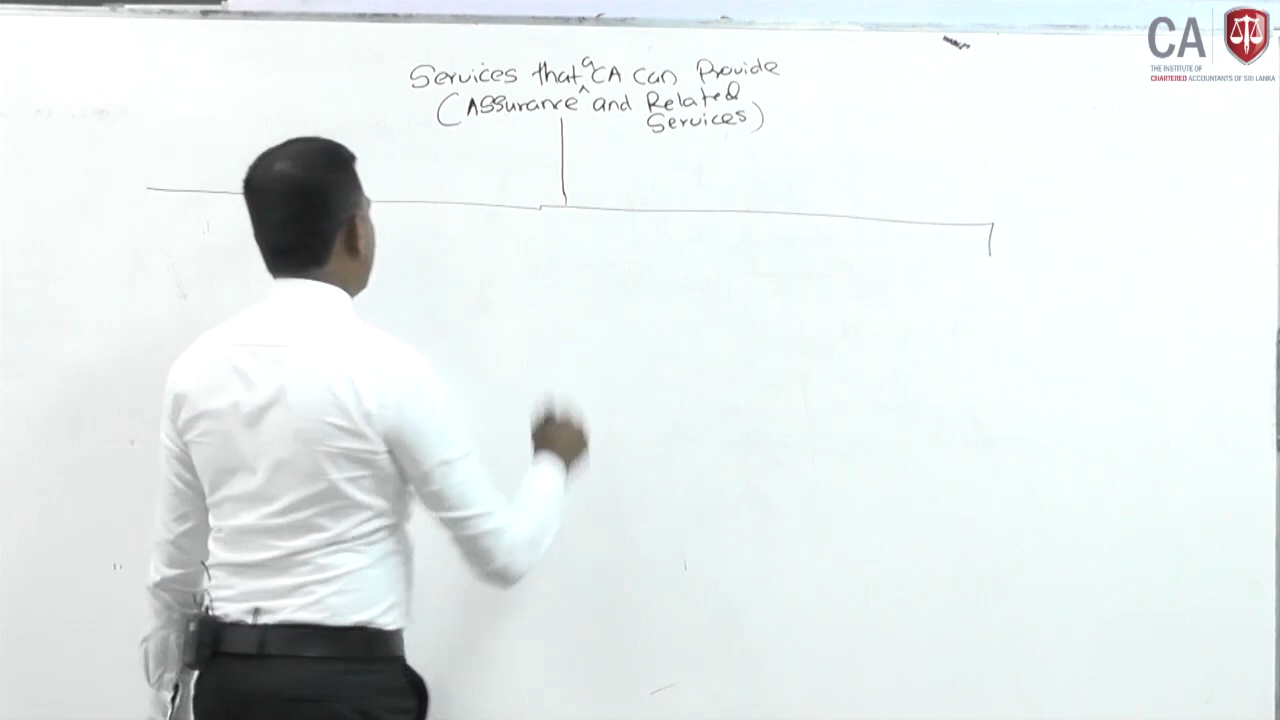 Services that a CA can Provide
(Assurance and Related
Services)
CA
THE INSTITUTE OF
CHARTERED ACCOUNTANTS OF SRI LANKA